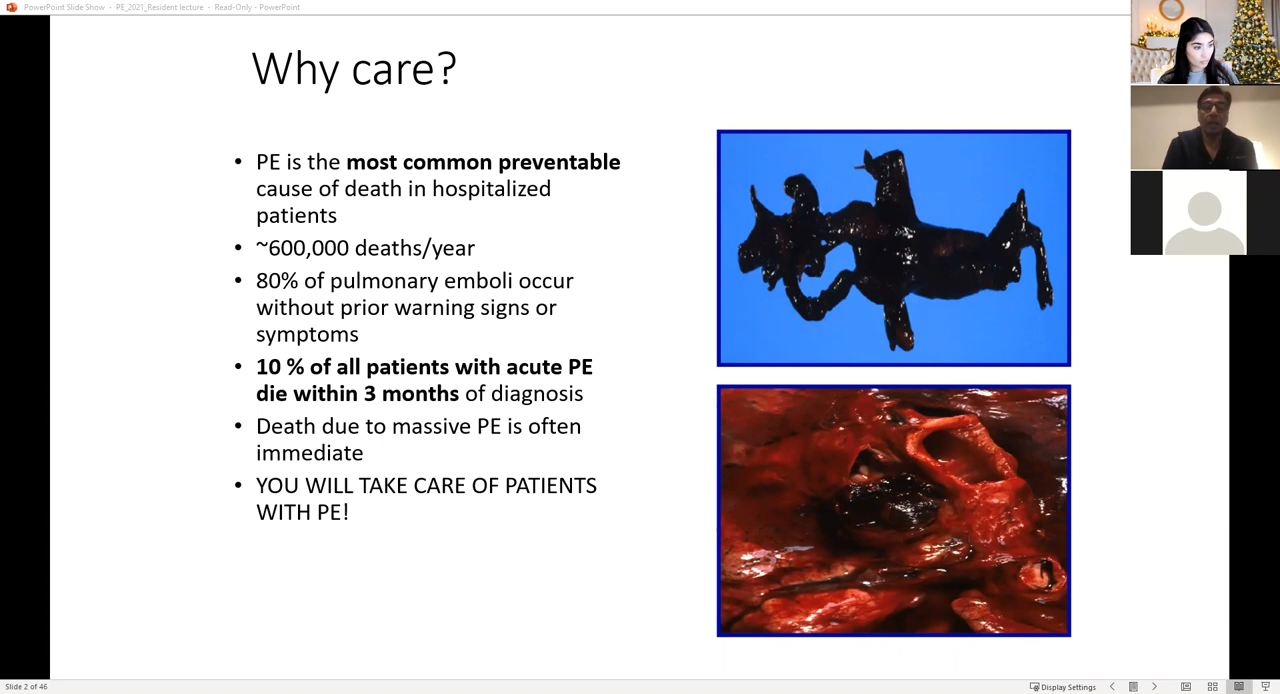 PowerPoint Slide Show - PE_2021_Resident lecture - Read-Only - PowerPoint
Why care?
• PE is the most common preventable
cause of death in hospitalized
patients
• ~600,000 deaths/year
• 80% of pulmonary emboli occur
without prior warning signs or
symptoms
• 10 % of all patients with acute PE
die within 3 months of diagnosis
• Death due to massive PE is often
immediate
• YOU WILL TAKE CARE OF PATIENTS
WITH PE!
Slide 2 of 46
Display Settings